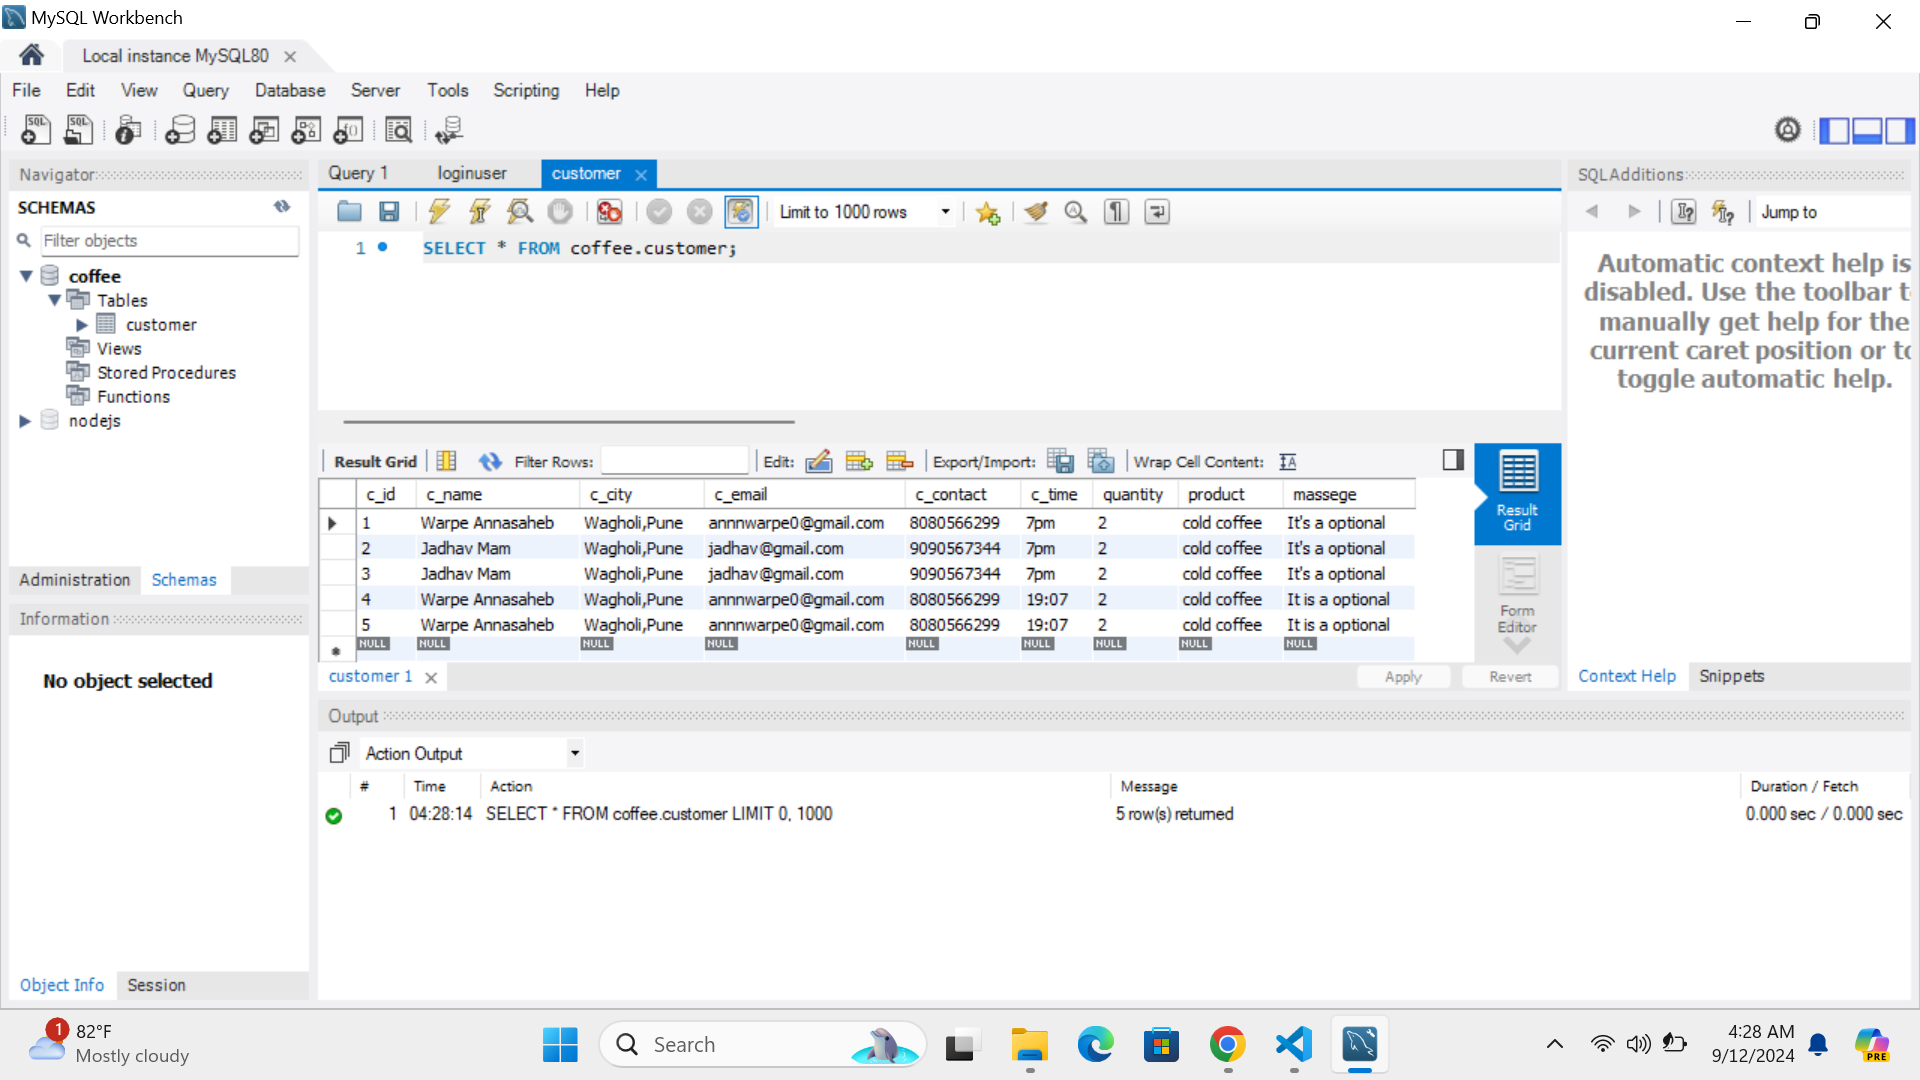 MySQL Workbench
Local instance MySQL80
File Edit View Query Database Server Tools Scripting Help
Navigator
SCHEMAS
Filter objects
coffee
Tables
customer
Views
Stored Procedures
Functions
nodejs
Administration Schemas
Information
No object selected
Object Info Session
Query 1 loginuser customer
Limit to 1000 rows
1 SELECT * FROM coffee.customer;
Result Grid Filter Rows: Edit: Export/Import: Wrap Cell Content:
c_id c_name c_city c_email c_contact c_time quantity product massege
1 Warpe Annasaheb Wagholi,Pune annnwarpe0@gmail.com 8080566299 7pm 2 cold coffee It's a optional
2 Jadhav Mam Wagholi,Pune jadhav@gmail.com 9090567344 7pm 2 cold coffee It's a optional
3 Jadhav Mam Wagholi,Pune jadhav@gmail.com 9090567344 7pm 2 cold coffee It's a optional
4 Warpe Annasaheb Wagholi,Pune annnwarpe0@gmail.com 8080566299 19:07 2 cold coffee It is a optional
5 Warpe Annasaheb Wagholi,Pune annnwarpe0@gmail.com 8080566299 19:07 2 cold coffee It is a optional
NULL NULL NULL NULL NULL NULL NULL NULL NULL
Result
Grid
Form
Editor
customer 1 Apply Revert
SQLAdditions
Jump to
Automatic context help is
disabled. Use the toolbar t
manually get help for the
current caret position or to
toggle automatic help.
Context Help Snippets
Output
Action Output
# Time Action Message Duration / Fetch
1 04:28:14 SELECT * FROM coffee.customer LIMIT 0, 1000 5 row(s) returned 0.000 sec / 0.000 sec
1 82°F
Mostly cloudy
Search
4:28 AM
9/12/2024
PRE